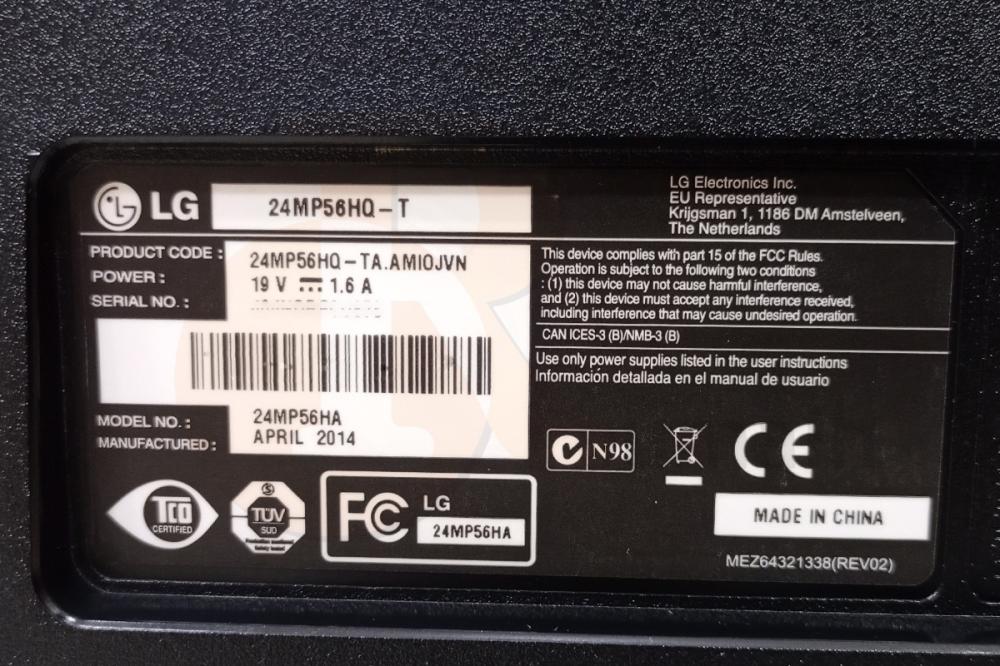 LG 24MP56HQ-T
LG Electronics Inc.
EU Representative
Krijgsman 1, 1186 DM Amstelveen,
The Netherlands
PRODUCT CODE : 24MP56HQ-TA.AMIOJVN
POWER : 19 V ⎓ 1.6 A
SERIAL NO. :
MODEL NO. : 24MP56HA
MANUFACTURED : APRIL 2014
This device complies with part 15 of the FCC Rules.
Operation is subject to the following two conditions
: (1) this device may not cause harmful interference,
and (2) this device must accept any interference received,
including interference that may cause undesired operation.
CAN ICES-3 (B)/NMB-3 (B)
Use only power supplies listed in the user instructions
Información detallada en el manual de usuario
N98
CE
TCO
CERTIFIED
TÜV
SÜD
Production monitored
Safety tested
FC LG
24MP56HA
MADE IN CHINA
MEZ64321338(REV02)